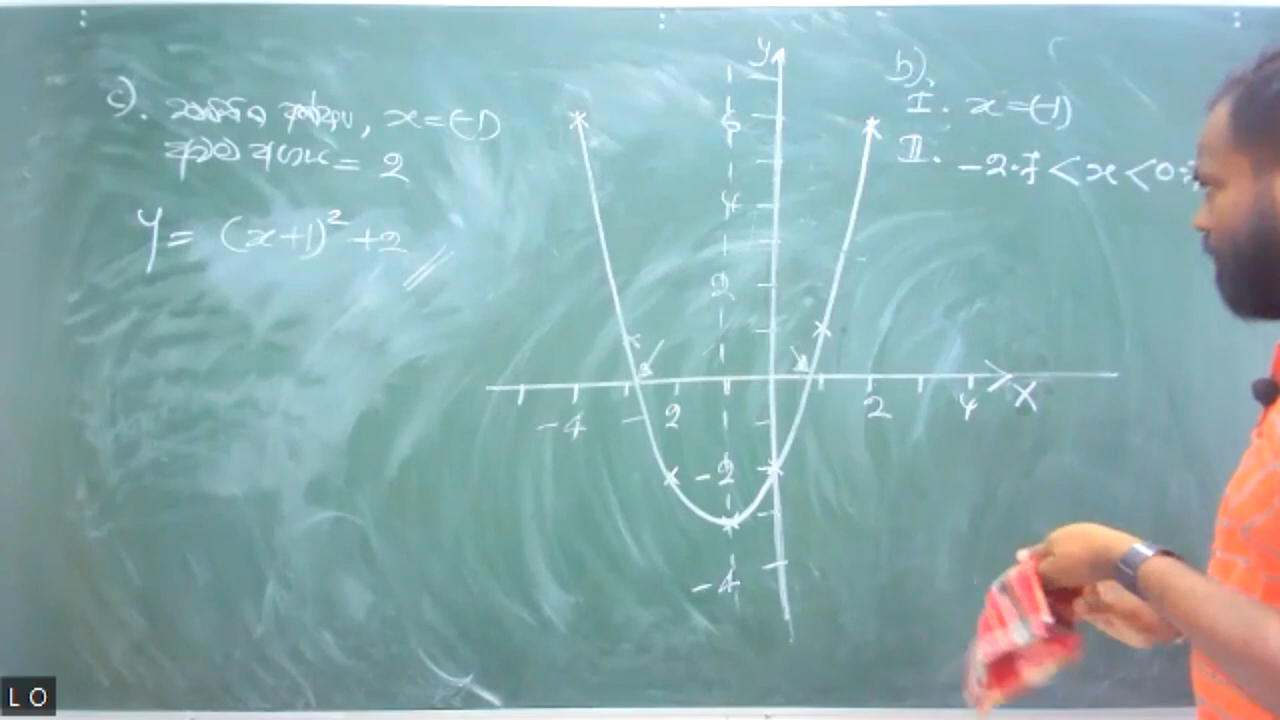 c). සමමිති අක්ෂය, x = (-1)
අවම අගය = 2
y = (x+1)² + 2
b).
I. x = (-1)
II. -2.7 < x < 0.
y
6
4
2
-4
2
2
4
x
-2
-4
L O